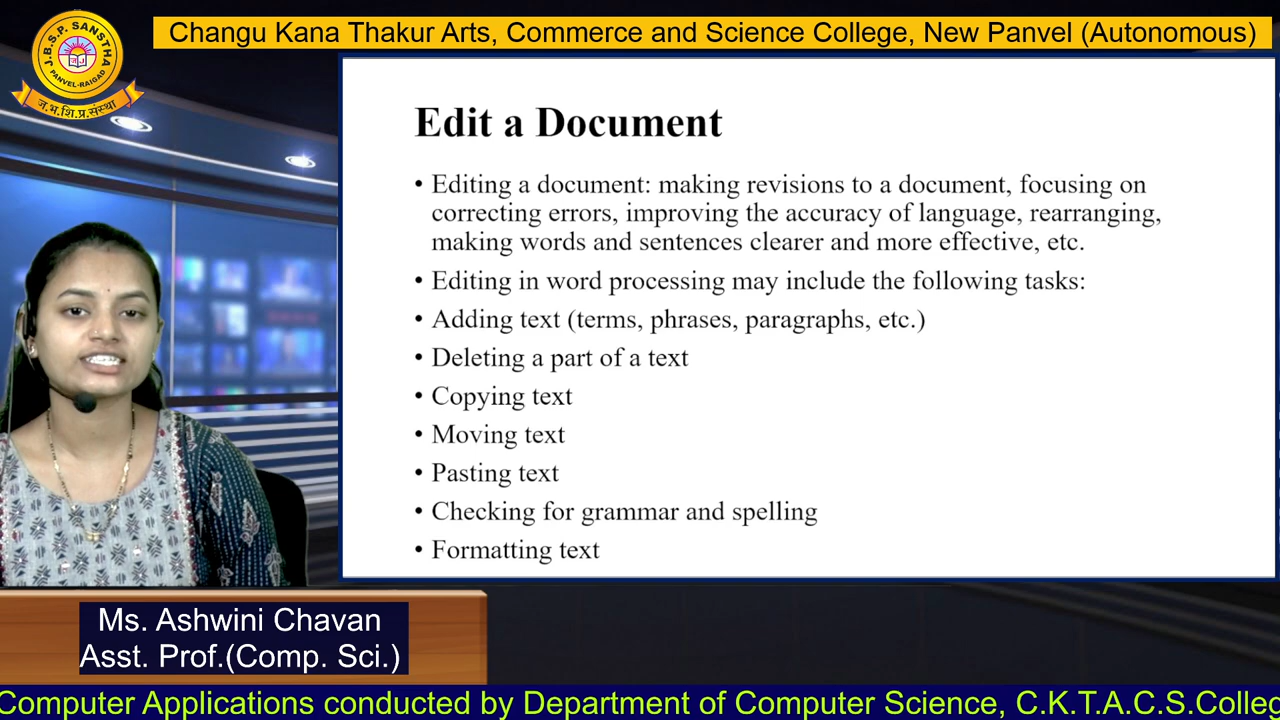 Changu Kana Thakur Arts, Commerce and Science College, New Panvel (Autonomous)
J.B.S.P. SANSTHA
PANVEL-RAIGAD
ज.भ.शि.प्र.संस्था
Edit a Document
• Editing a document: making revisions to a document, focusing on
correcting errors, improving the accuracy of language, rearranging,
making words and sentences clearer and more effective, etc.
• Editing in word processing may include the following tasks:
• Adding text (terms, phrases, paragraphs, etc.)
• Deleting a part of a text
• Copying text
• Moving text
• Pasting text
• Checking for grammar and spelling
• Formatting text
Ms. Ashwini Chavan
Asst. Prof.(Comp. Sci.)
Computer Applications conducted by Department of Computer Science, C.K.T.A.C.S.Colleg